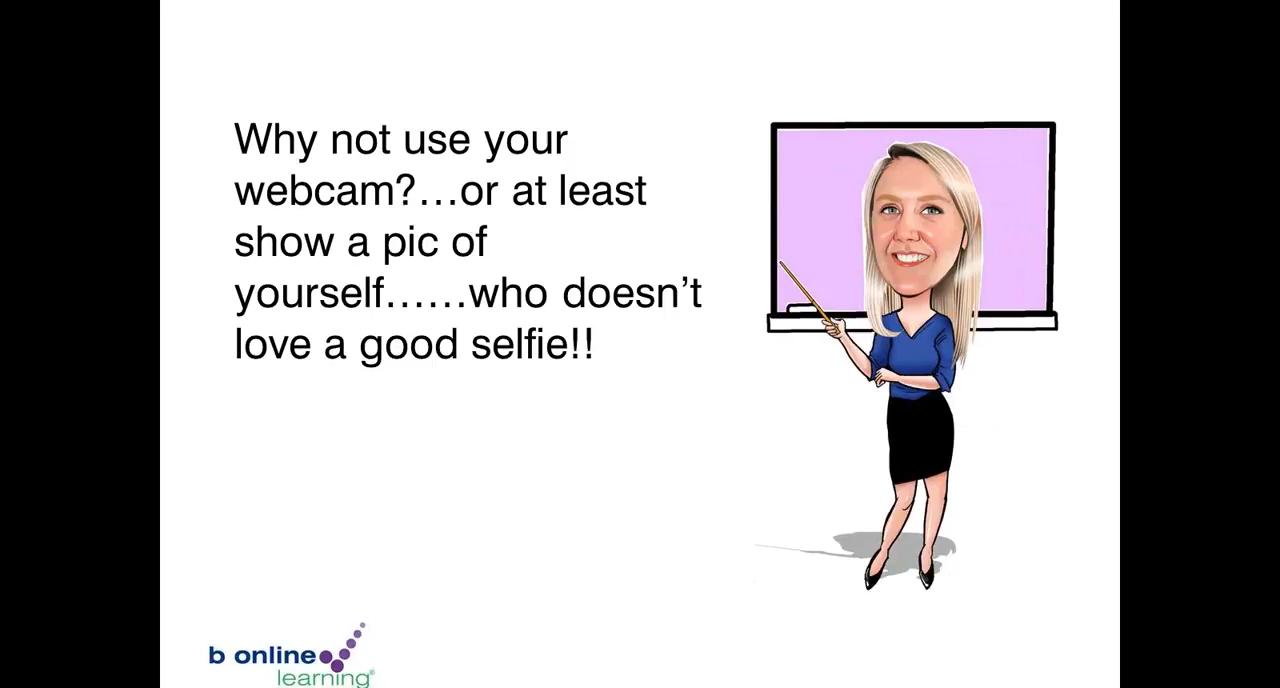 Why not use your
webcam?…or at least
show a pic of
yourself……who doesn’t
love a good selfie!!
b online
learning®